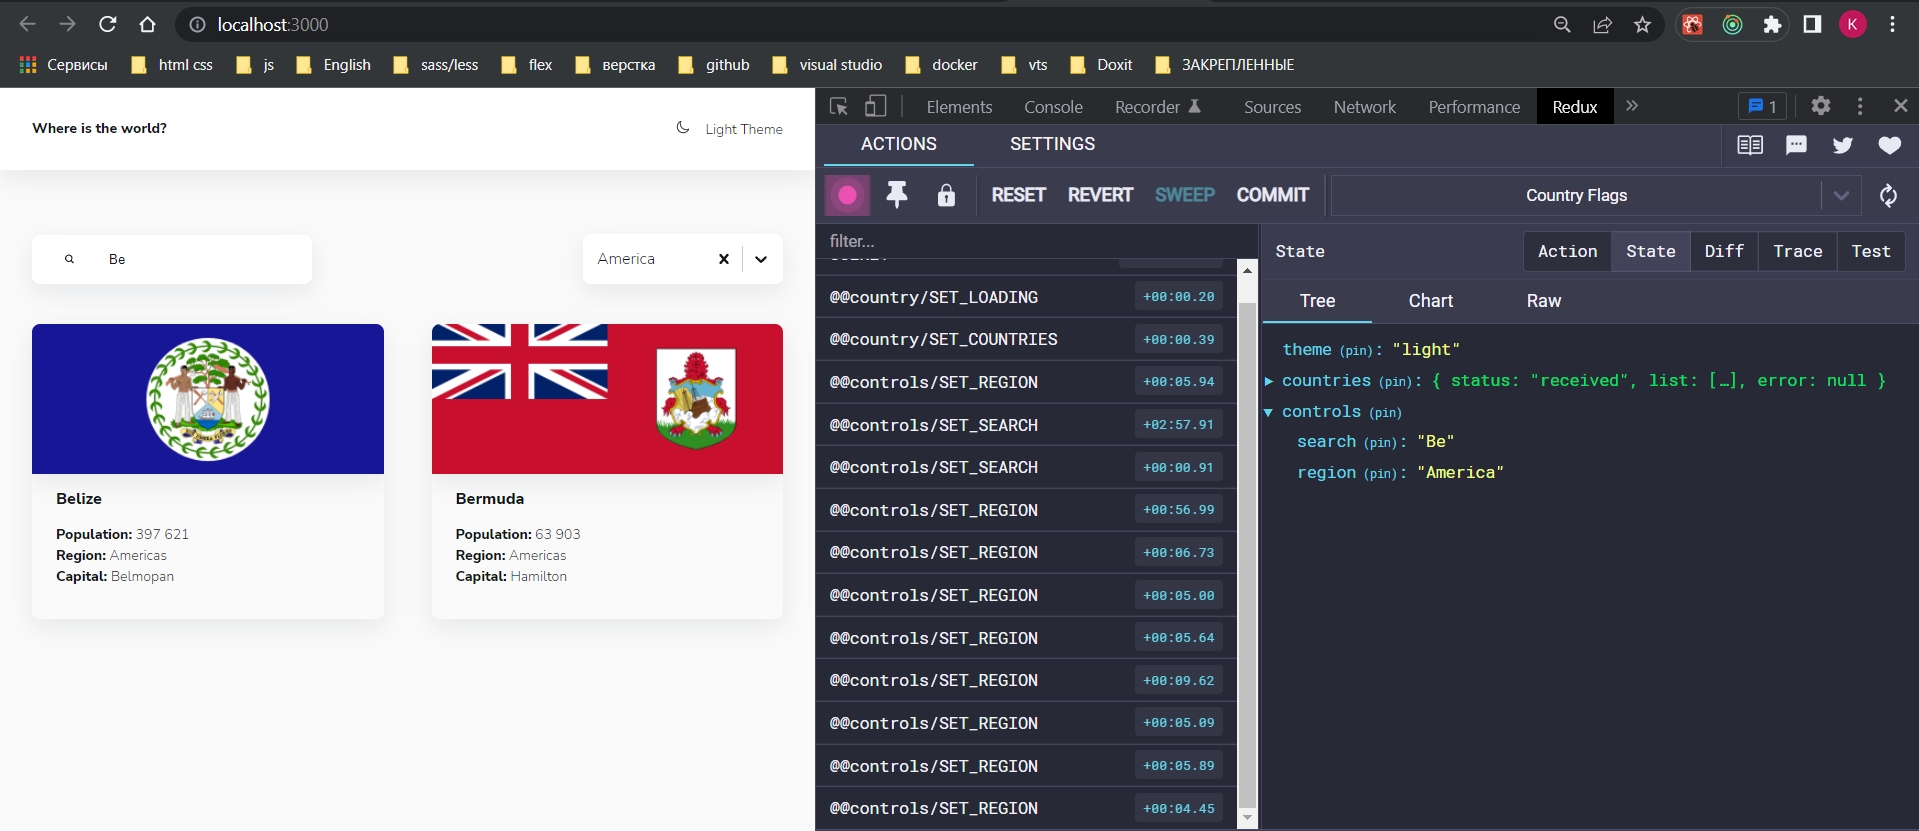 localhost:3000
K
Сервисы html css js English sass/less flex верстка github visual studio docker vts Doxit ЗАКРЕПЛЕННЫЕ
Where is the world?
Light Theme
Be
America
Belize
Population: 397 621
Region: Americas
Capital: Belmopan
Bermuda
Population: 63 903
Region: Americas
Capital: Hamilton
Elements Console Recorder Sources Network Performance Redux » 1
ACTIONS SETTINGS
RESET REVERT SWEEP COMMIT Country Flags
filter...
@@country/SET_LOADING +00:00.20
@@country/SET_COUNTRIES +00:00.39
@@controls/SET_REGION +00:05.94
@@controls/SET_SEARCH +02:57.91
@@controls/SET_SEARCH +00:00.91
@@controls/SET_REGION +00:56.99
@@controls/SET_REGION +00:06.73
@@controls/SET_REGION +00:05.00
@@controls/SET_REGION +00:05.64
@@controls/SET_REGION +00:09.62
@@controls/SET_REGION +00:05.09
@@controls/SET_REGION +00:05.89
@@controls/SET_REGION +00:04.45
State Action State Diff Trace Test
Tree Chart Raw
theme (pin): "light"
countries (pin): { status: "received", list: […], error: null }
controls (pin)
search (pin): "Be"
region (pin): "America"